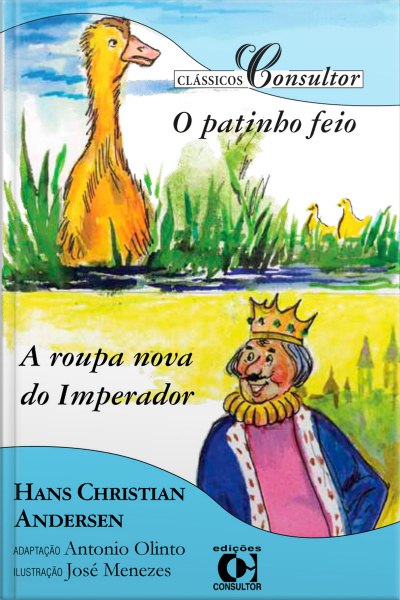 CLÁSSICOS Consultor
O patinho feio
A roupa nova
do Imperador
HANS CHRISTIAN
ANDERSEN
ADAPTAÇÃO Antonio Olinto
ILUSTRAÇÃO José Menezes
edições
CONSULTOR